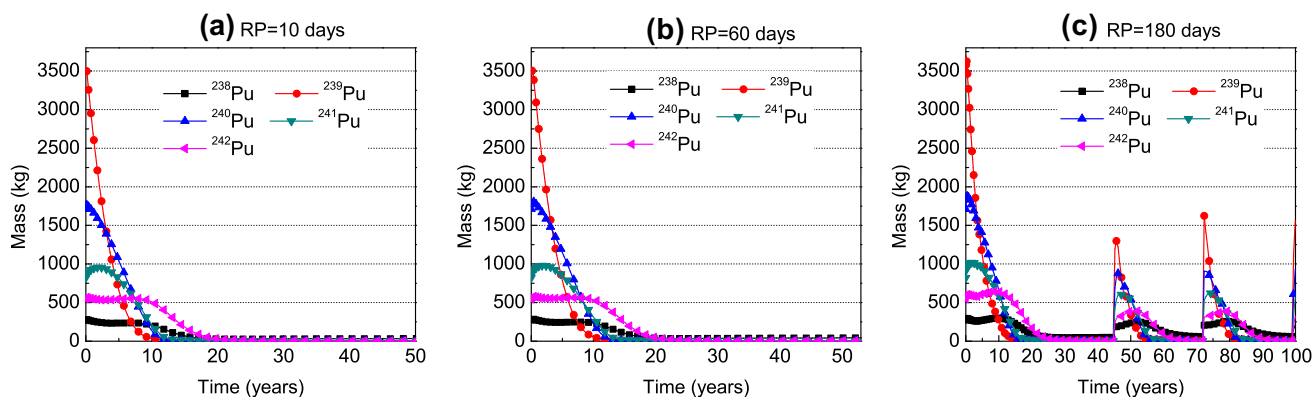 (a) RP=10 days
Mass (kg)
3500
3000
2500
2000
1500
1000
500
0
²³⁸Pu ²³⁹Pu
²⁴⁰Pu ²⁴¹Pu
²⁴²Pu
0 10 20 30 40 50
Time (years)
(b) RP=60 days
Mass (kg)
3500
3000
2500
2000
1500
1000
500
0
²³⁸Pu ²³⁹Pu
²⁴⁰Pu ²⁴¹Pu
²⁴²Pu
0 10 20 30 40 50
Time (years)
(c) RP=180 days
Mass (kg)
3500
3000
2500
2000
1500
1000
500
0
²³⁸Pu ²³⁹Pu
²⁴⁰Pu ²⁴¹Pu
²⁴²Pu
0 10 20 30 40 50 60 70 80 90 100
Time (years)